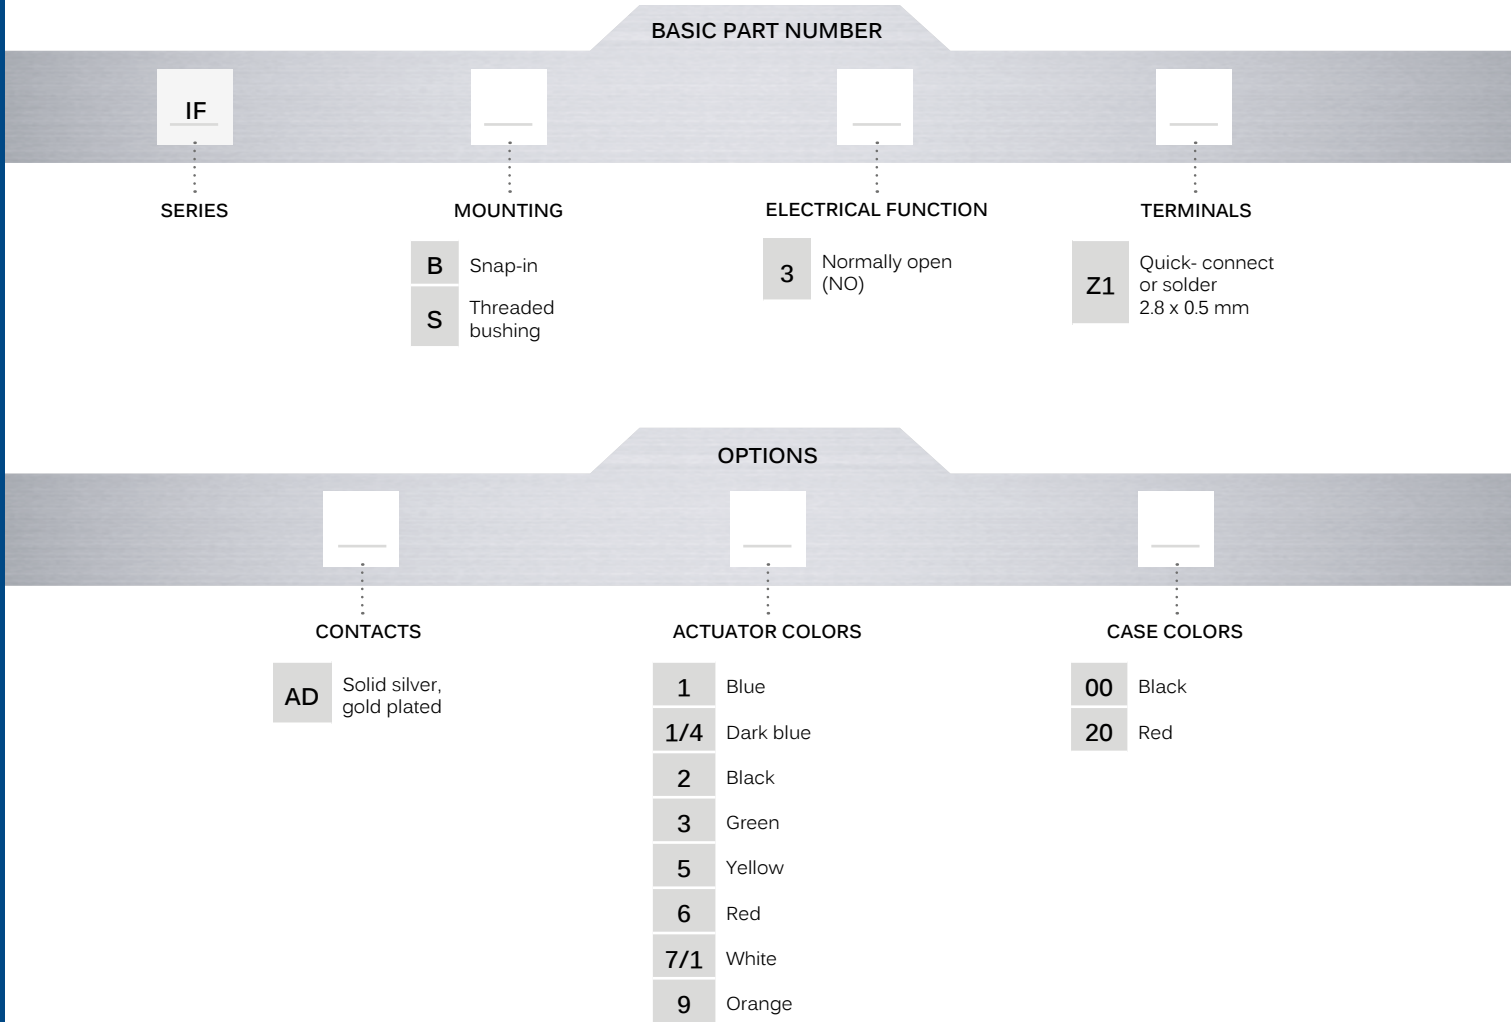 BASIC PART NUMBER
IF
SERIES
MOUNTING
B Snap-in
S Threaded
bushing
ELECTRICAL FUNCTION
3 Normally open
(NO)
TERMINALS
Z1 Quick- connect
or solder
2.8 x 0.5 mm
OPTIONS
CONTACTS
AD Solid silver,
gold plated
ACTUATOR COLORS
1 Blue
1/4 Dark blue
2 Black
3 Green
5 Yellow
6 Red
7/1 White
9 Orange
CASE COLORS
00 Black
20 Red